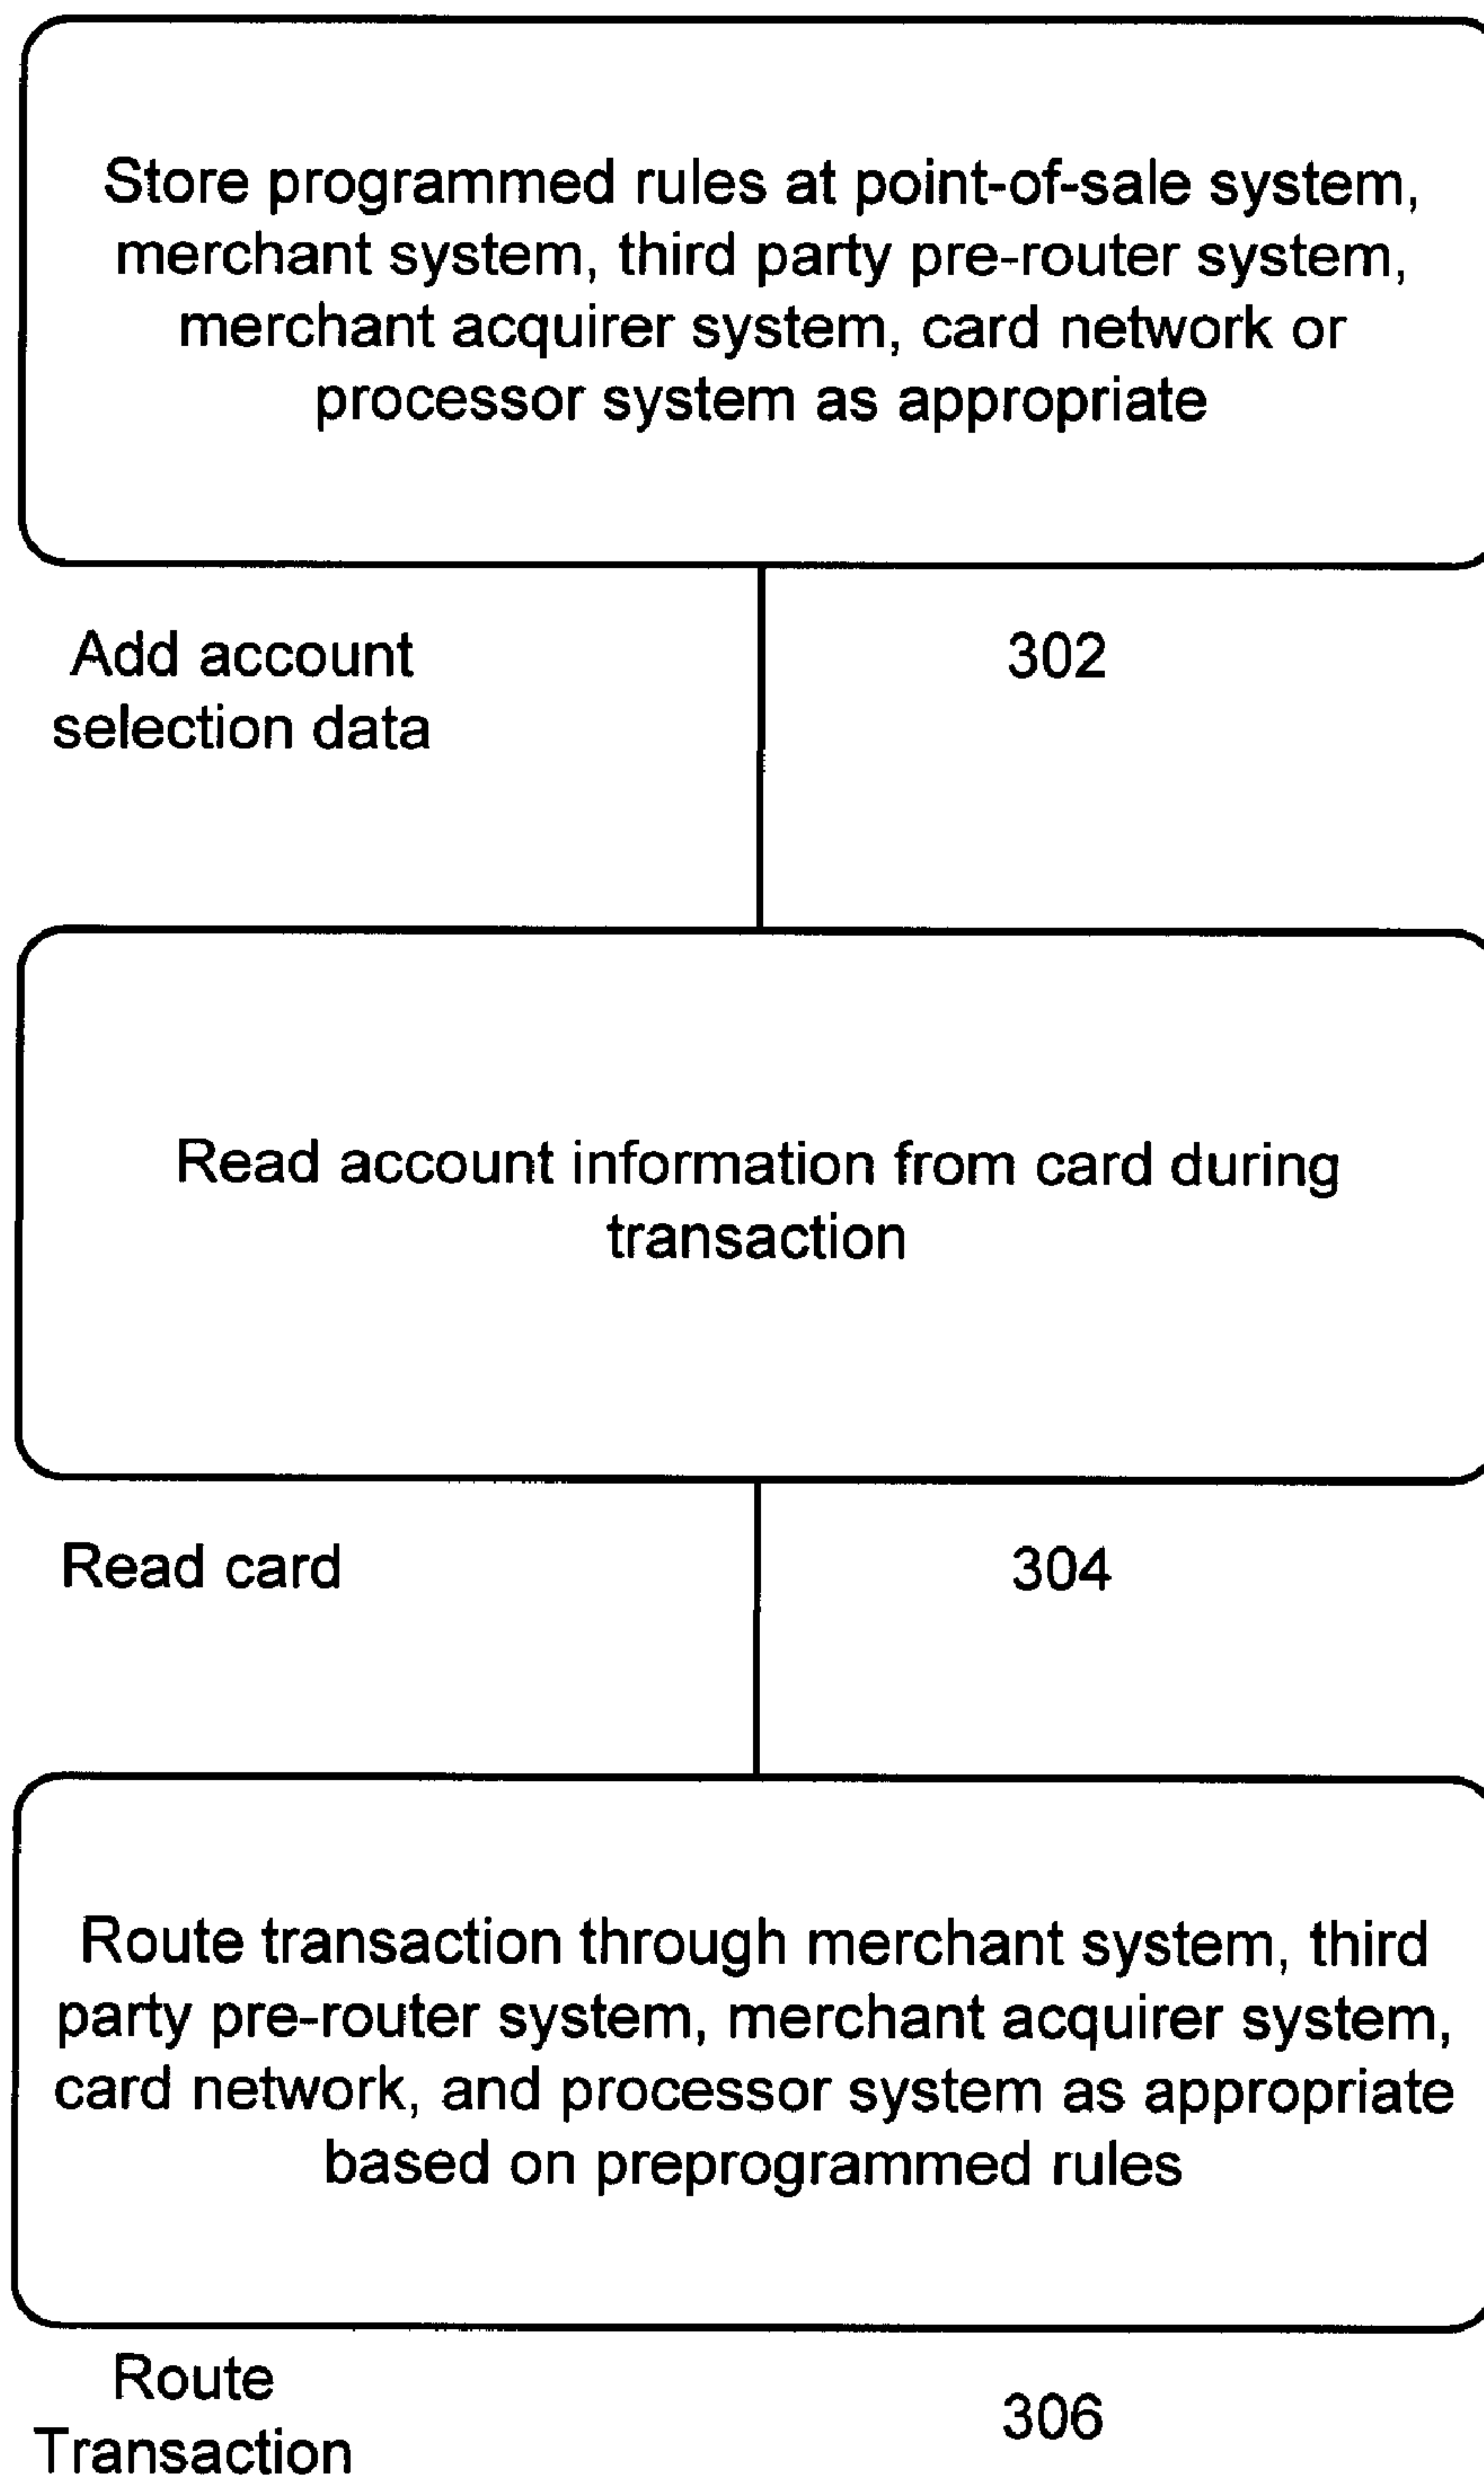 Store programmed rules at point-of-sale system,
merchant system, third party pre-router system,
merchant acquirer system, card network or
processor system as appropriate
Add account
selection data
302
Read account information from card during
transaction
Read card
304
Route transaction through merchant system, third
party pre-router system, merchant acquirer system,
card network, and processor system as appropriate
based on preprogrammed rules
Route
Transaction
306